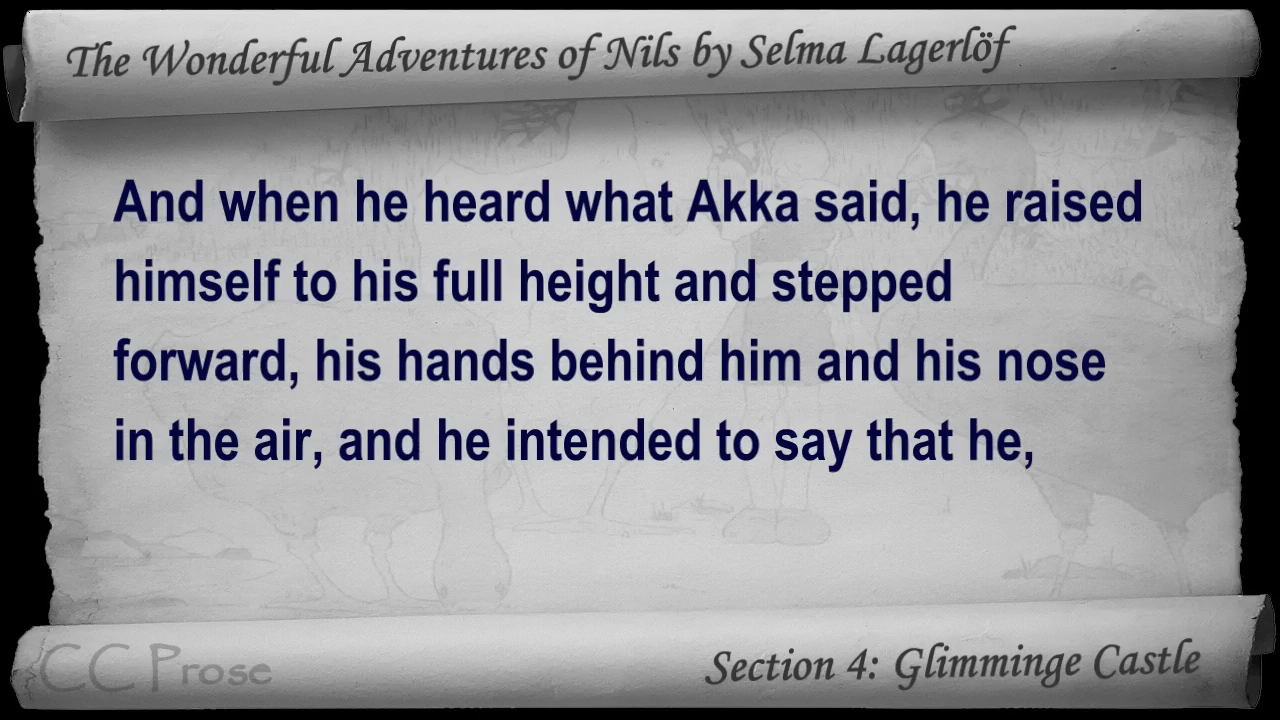 The Wonderful Adventures of Nils by Selma Lagerlöf
And when he heard what Akka said, he raised
himself to his full height and stepped
forward, his hands behind him and his nose
in the air, and he intended to say that he,
CC Prose
Section 4: Glimminge Castle